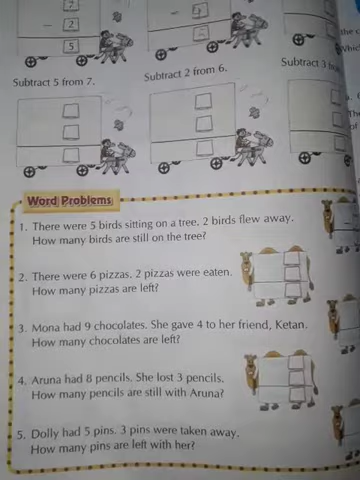 7
2
5
4
the c
Which
Subtract 5 from 7.
Subtract 2 from 6.
Subtract 3
Word Problems
1. There were 5 birds sitting on a tree. 2 birds flew away.
How many birds are still on the tree?
2. There were 6 pizzas. 2 pizzas were eaten.
How many pizzas are left?
3. Mona had 9 chocolates. She gave 4 to her friend, Ketan.
How many chocolates are left?
4. Aruna had 8 pencils. She lost 3 pencils.
How many pencils are still with Aruna?
5. Dolly had 5 pins. 3 pins were taken away.
How many pins are left with her?